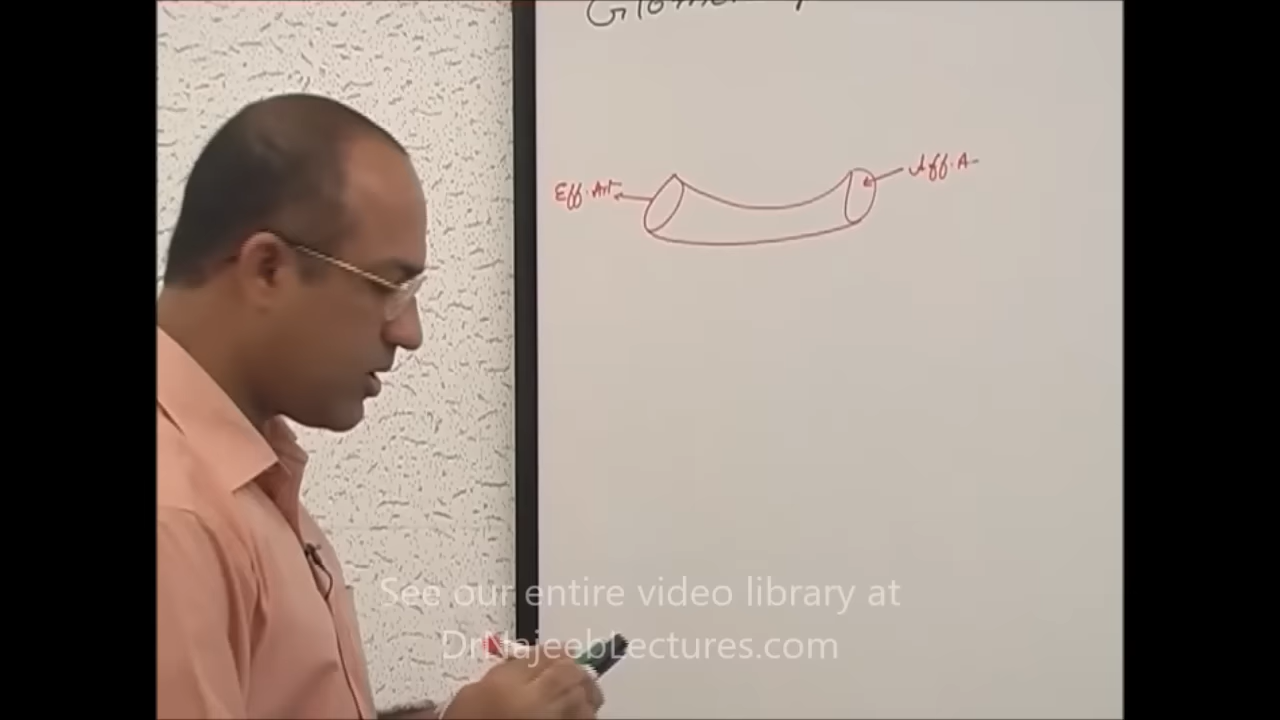 Eff. Art
Aff. A
See our entire video library at
DrNajeebLectures.com